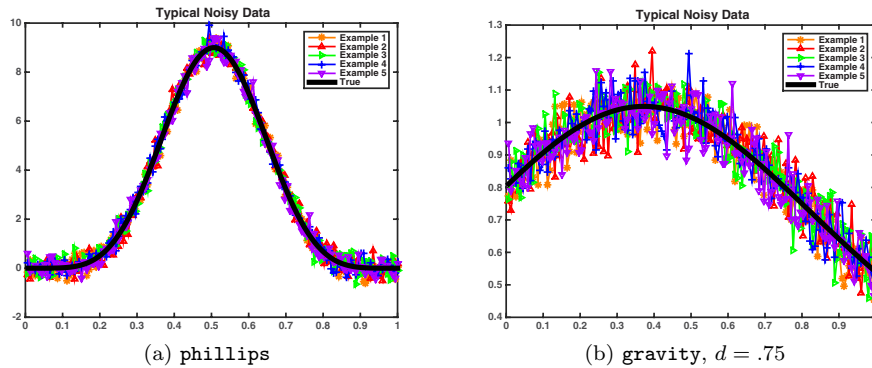 Typical Noisy Data
10
8
6
4
2
0
-2
0 0.1 0.2 0.3 0.4 0.5 0.6 0.7 0.8 0.9 1
Example 1
Example 2
Example 3
Example 4
Example 5
True
(a) phillips
Typical Noisy Data
1.3
1.2
1.1
1
0.9
0.8
0.7
0.6
0.5
0.4
0 0.1 0.2 0.3 0.4 0.5 0.6 0.7 0.8 0.9
Example 1
Example 2
Example 3
Example 4
Example 5
True
(b) gravity, d = .75